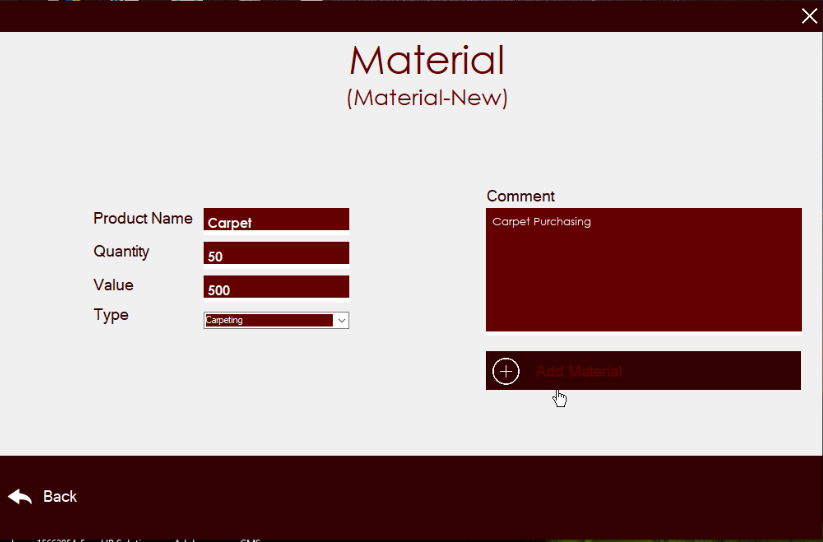 Material
(Material-New)
Product Name
Carpet
Quantity
50
Value
500
Type
Carpeting
Comment
Carpet Purchasing
Add Material
Back